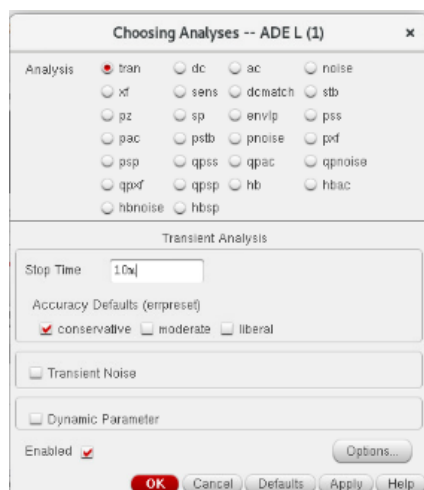 Choosing Analyses -- ADE L (1)
Analysis tran dc ac noise
xf sens dcmatch stb
pz sp envlp pss
pac pstb pnoise pxf
psp qpss qpac qpnoise
qpxf qpsp hb hbac
hbnoise hbsp
Transient Analysis
Stop Time
Accuracy Defaults (errpreset)
conservative moderate liberal
Transient Noise
Dynamic Parameter
Enabled Options...
OK Cancel Defaults Apply Help